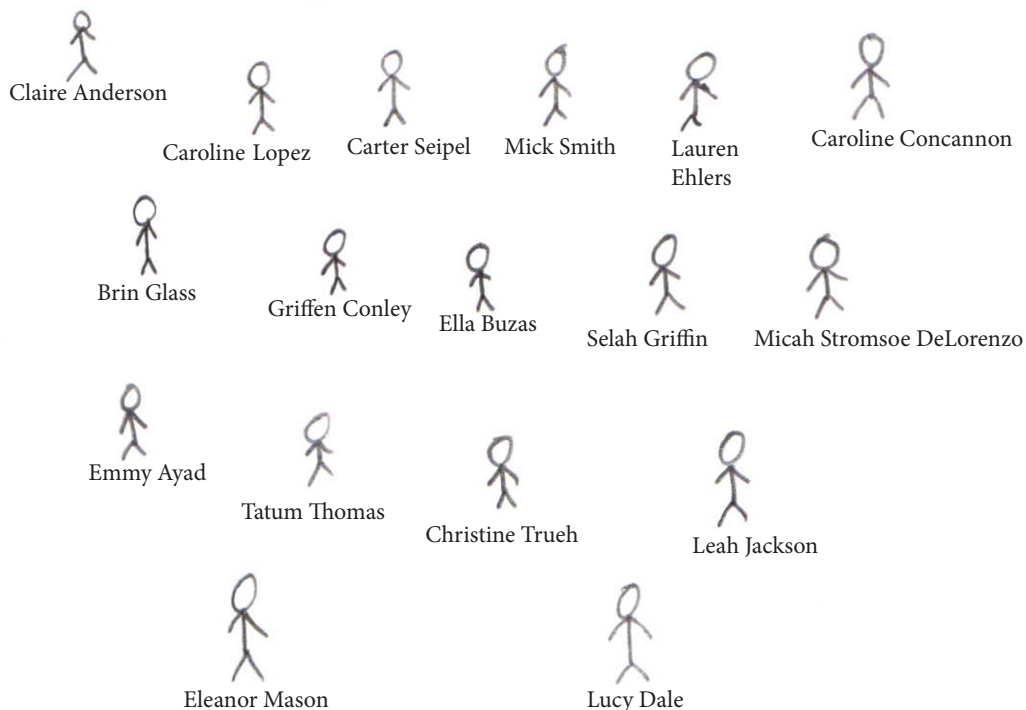 Claire Anderson
Caroline Lopez
Carter Seipel
Mick Smith
Lauren
Ehlers
Caroline Concannon
Brin Glass
Griffen Conley
Ella Buzas
Selah Griffin
Micah Stromsoe DeLorenzo
Emmy Ayad
Tatum Thomas
Christine Trueh
Leah Jackson
Eleanor Mason
Lucy Dale